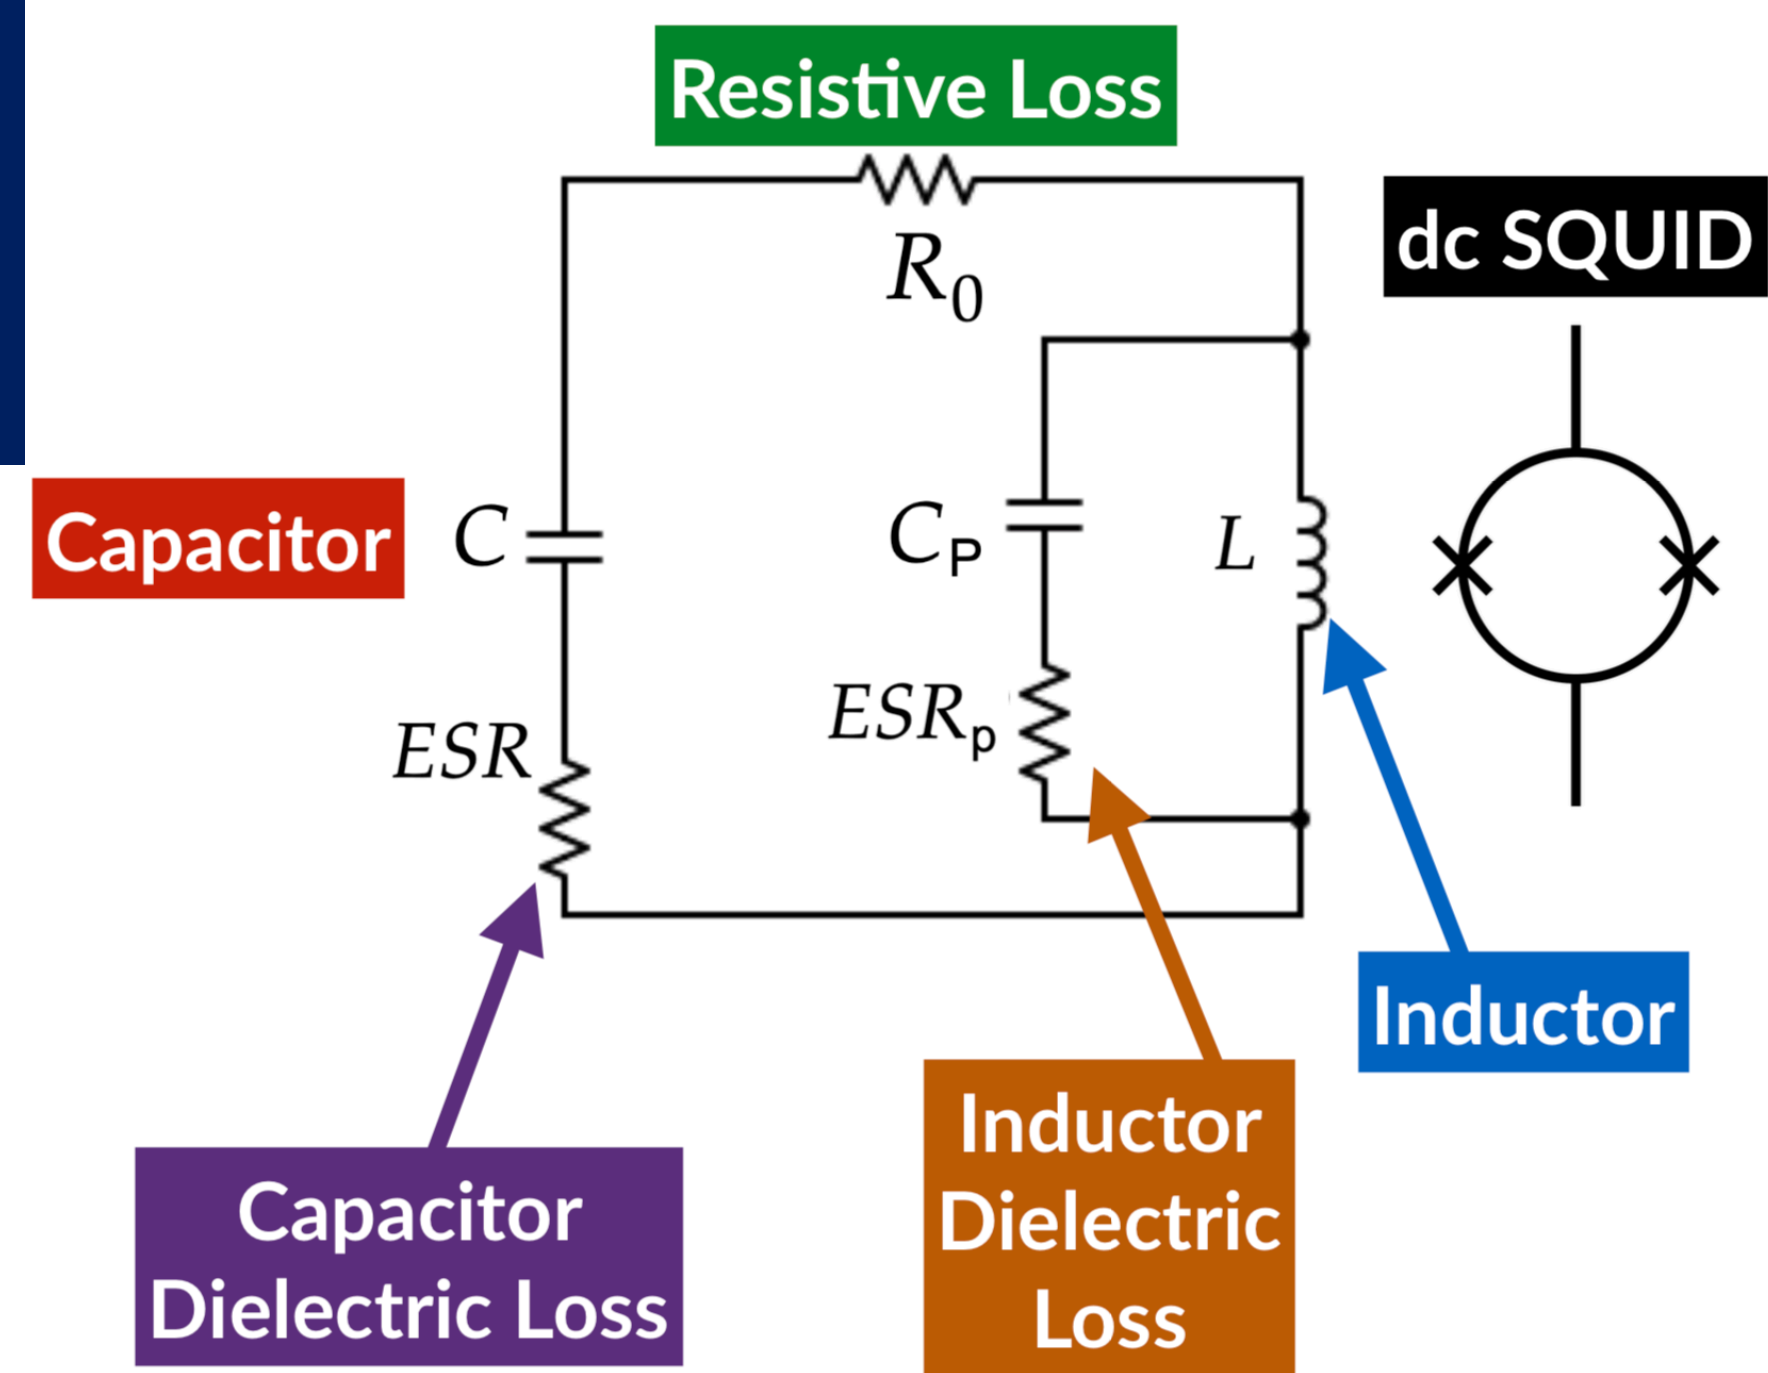 Resistive Loss
R0
dc SQUID
Capacitor
C
CP
L
ESR
ESRp
Inductor
Capacitor
Dielectric Loss
Inductor
Dielectric
Loss